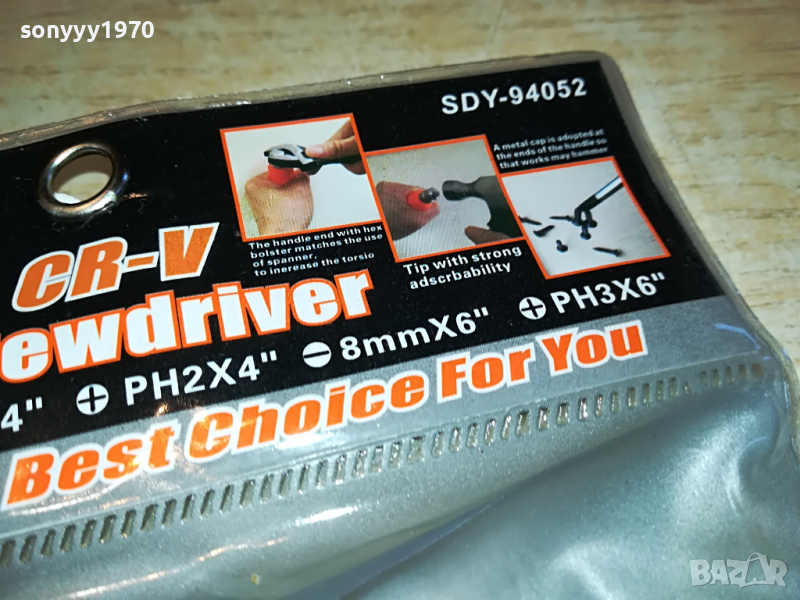 sonyyy1970
SDY-94052
A metal cap is adopted at
the ends of the handle so
that works may hammer
The handle end with hex
bolster matches the use
of spanner,
to inerease the torsio
Tip with strong
adscrbability
CR-V
ewdriver
4" PH2X4" 8mmX6" PH3X6"
Best Choice For You
BAZAR